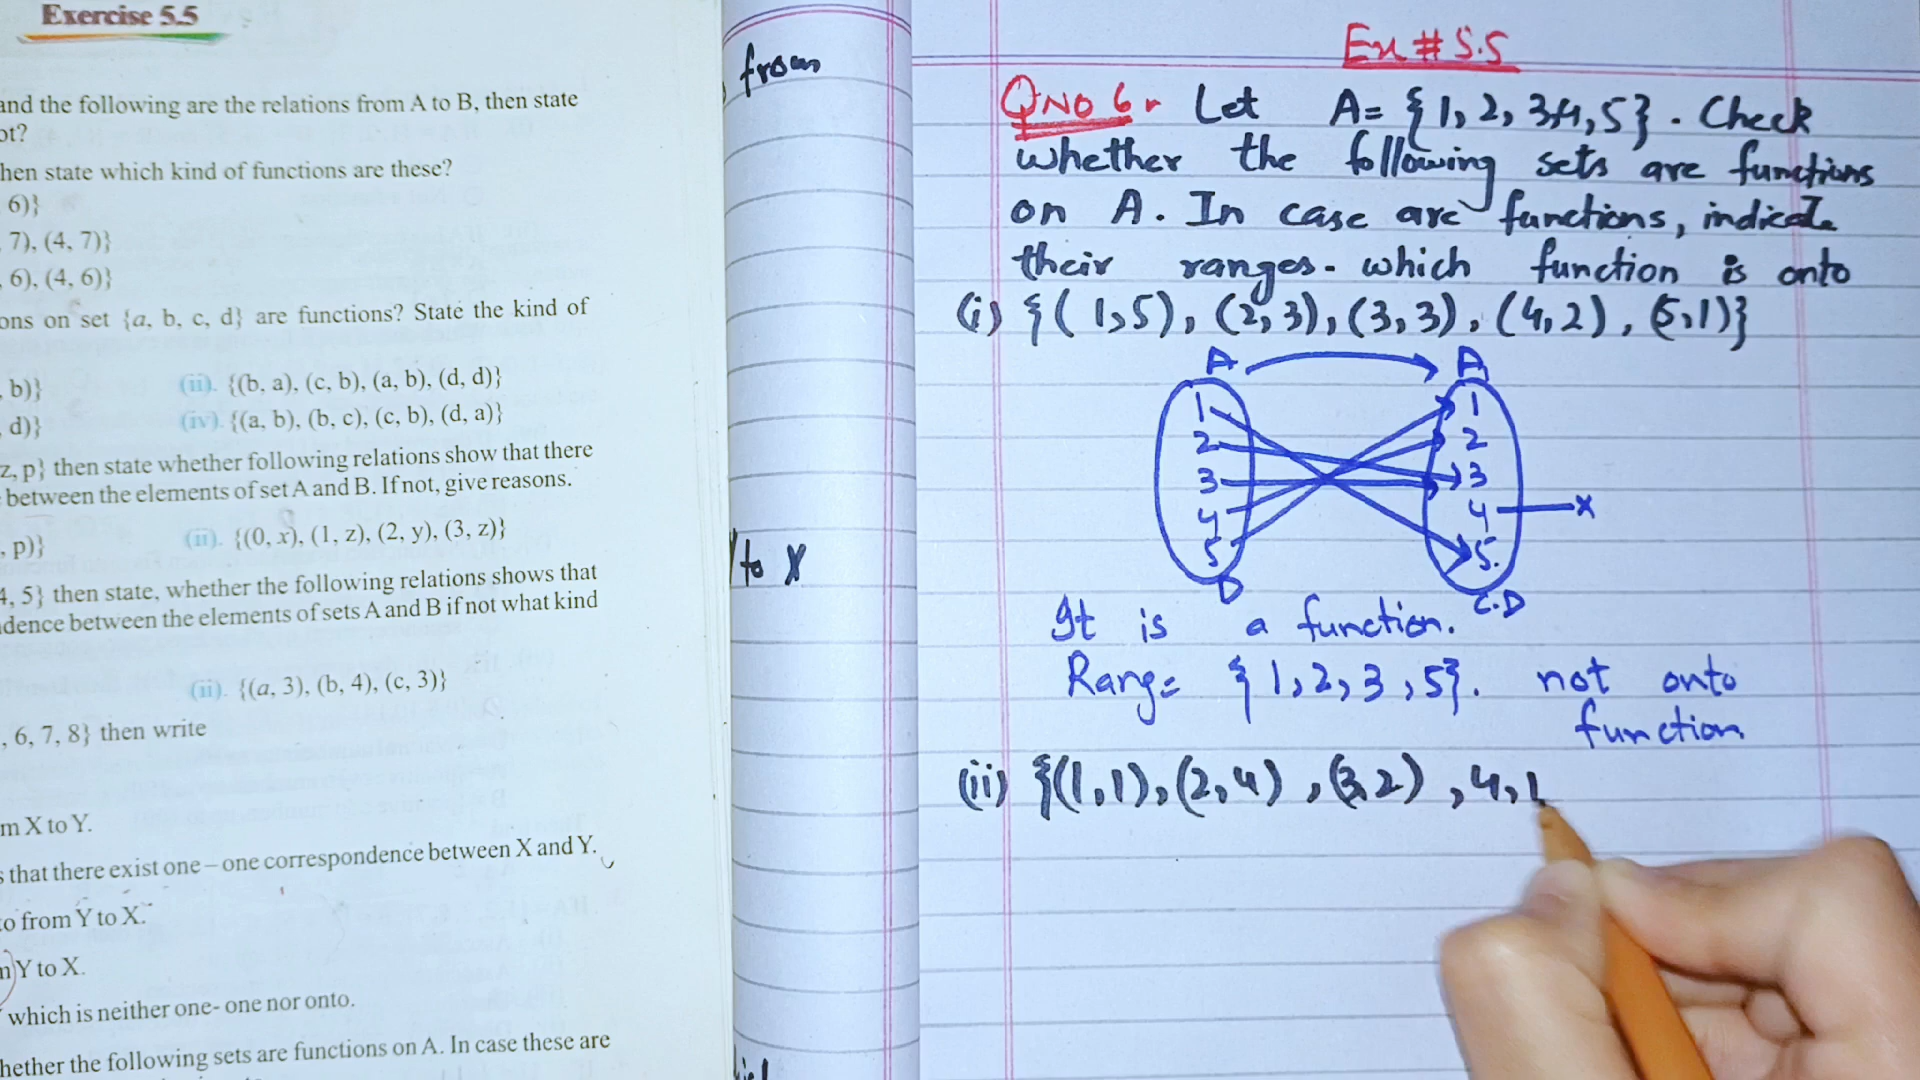 Exercise 5.5
and the following are the relations from A to B, then state
ot?
hen state which kind of functions are these?
6)}
7), (4, 7)}
6), (4, 6)}
ons on set {a, b, c, d} are functions? State the kind of
b)} (ii). {(b, a), (c, b), (a, b), (d, d)}
d)} (iv). {(a, b), (b, c), (c, b), (d, a)}
z, p} then state whether following relations show that there
between the elements of set A and B. If not, give reasons.
, p)} (ii). {(0, x), (1, z), (2, y), (3, z)}
4, 5} then state, whether the following relations shows that
dence between the elements of sets A and B if not what kind
(ii). {(a, 3), (b, 4), (c, 3)}
, 6, 7, 8} then write
m X to Y.
s that there exist one – one correspondence between X and Y.
to from Y to X.
n Y to X.
which is neither one- one nor onto.
hether the following sets are functions on A. In case these are
from
to X
Ex # 5.5
QNO 6 Let A= {1, 2, 3,4, 5}. Check
whether the following sets are functions
on A. In case are functions, indicate
their ranges. which function is onto
(i) {(1,5), (2,3), (3,3), (4,2), (5,1)}
A A
1 1
2 2
3 3
4 4 x
5 5.
D C.D
It is a function.
Rang= {1,2,3,5}. not onto
function
(ii) {(1,1), (2,4), (3,2), 4,1